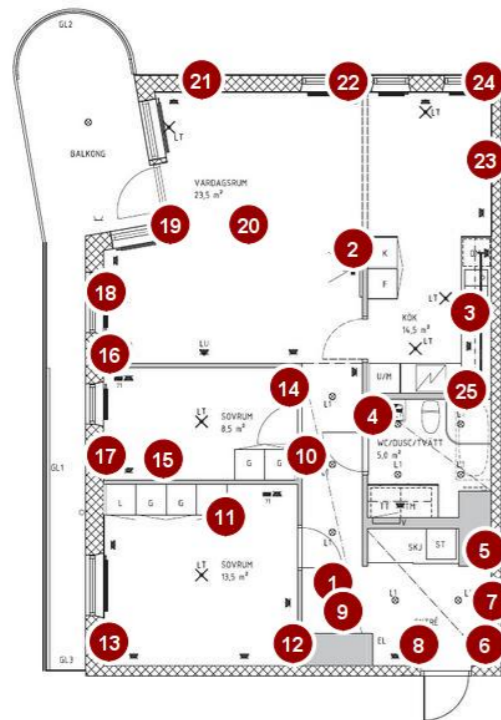 GL2
21
22
24
LT
LT
BALKONG
VARDAGSRUM
23,5 m²
23
19
20
2
K
F
18
LT
3
KÖK
14,5 m²
LT
16
LU
U/M
14
L1
4
25
LT
SOVRUM
8,5 m²
WC/DUSC/TVÄTT
5,0 m²
17
15
G
G
10
L1
GL1
L
G
G
11
TT
TM
SKJ
ST
5
LT
SOVRUM
13,5 m²
1
9
L1
7
13
12
EL
8
6
GL3